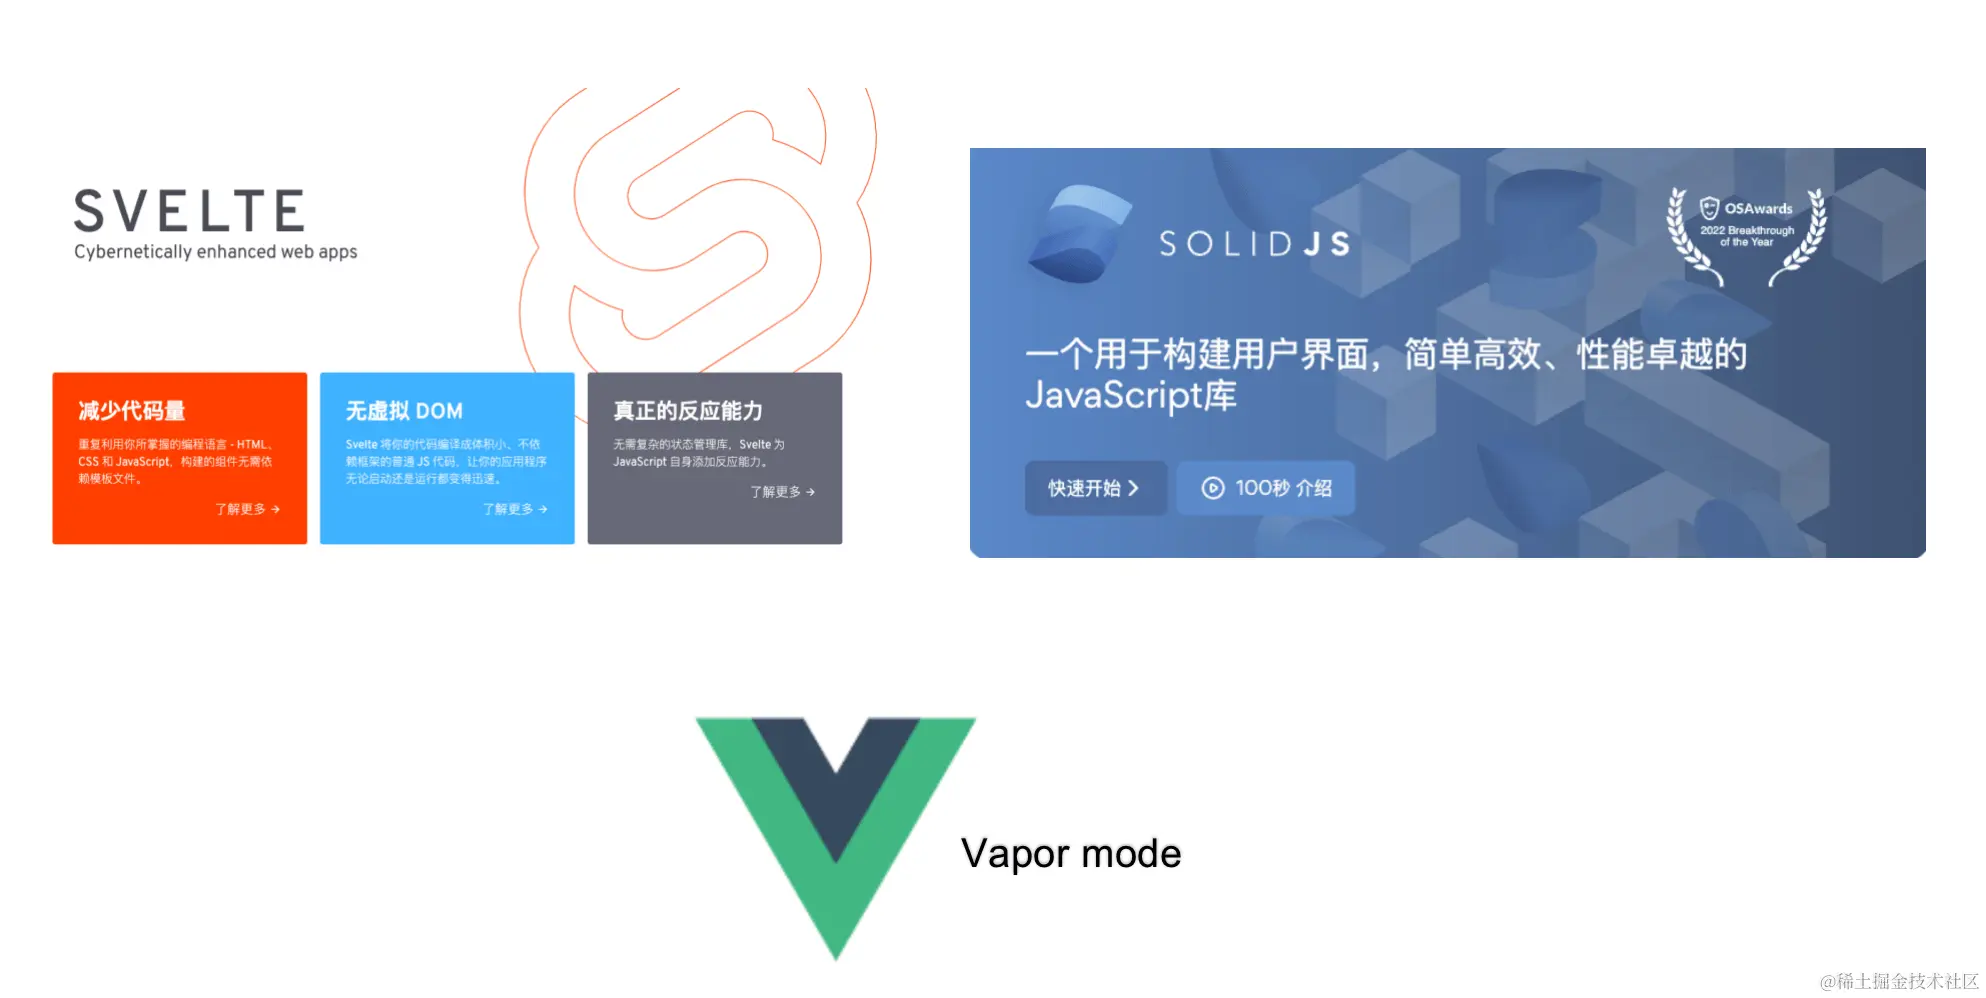 SVELTE
Cybernetically enhanced web apps
减少代码量
重复利用你所掌握的编程语言 - HTML、
CSS 和 JavaScript，构建的组件无需依
赖模板文件。
了解更多 →
无虚拟 DOM
Svelte 将你的代码编译成体积小、不依
赖框架的普通 JS 代码，让你的应用程序
无论启动还是运行都变得迅速。
了解更多 →
真正的反应能力
无需复杂的状态管理库，Svelte 为
JavaScript 自身添加反应能力。
了解更多 →
SOLIDJS
OSAwards
2022 Breakthrough
of the Year
一个用于构建用户界面，简单高效、性能卓越的
JavaScript库
快速开始
100秒 介绍
Vapor mode
@稀土掘金技术社区